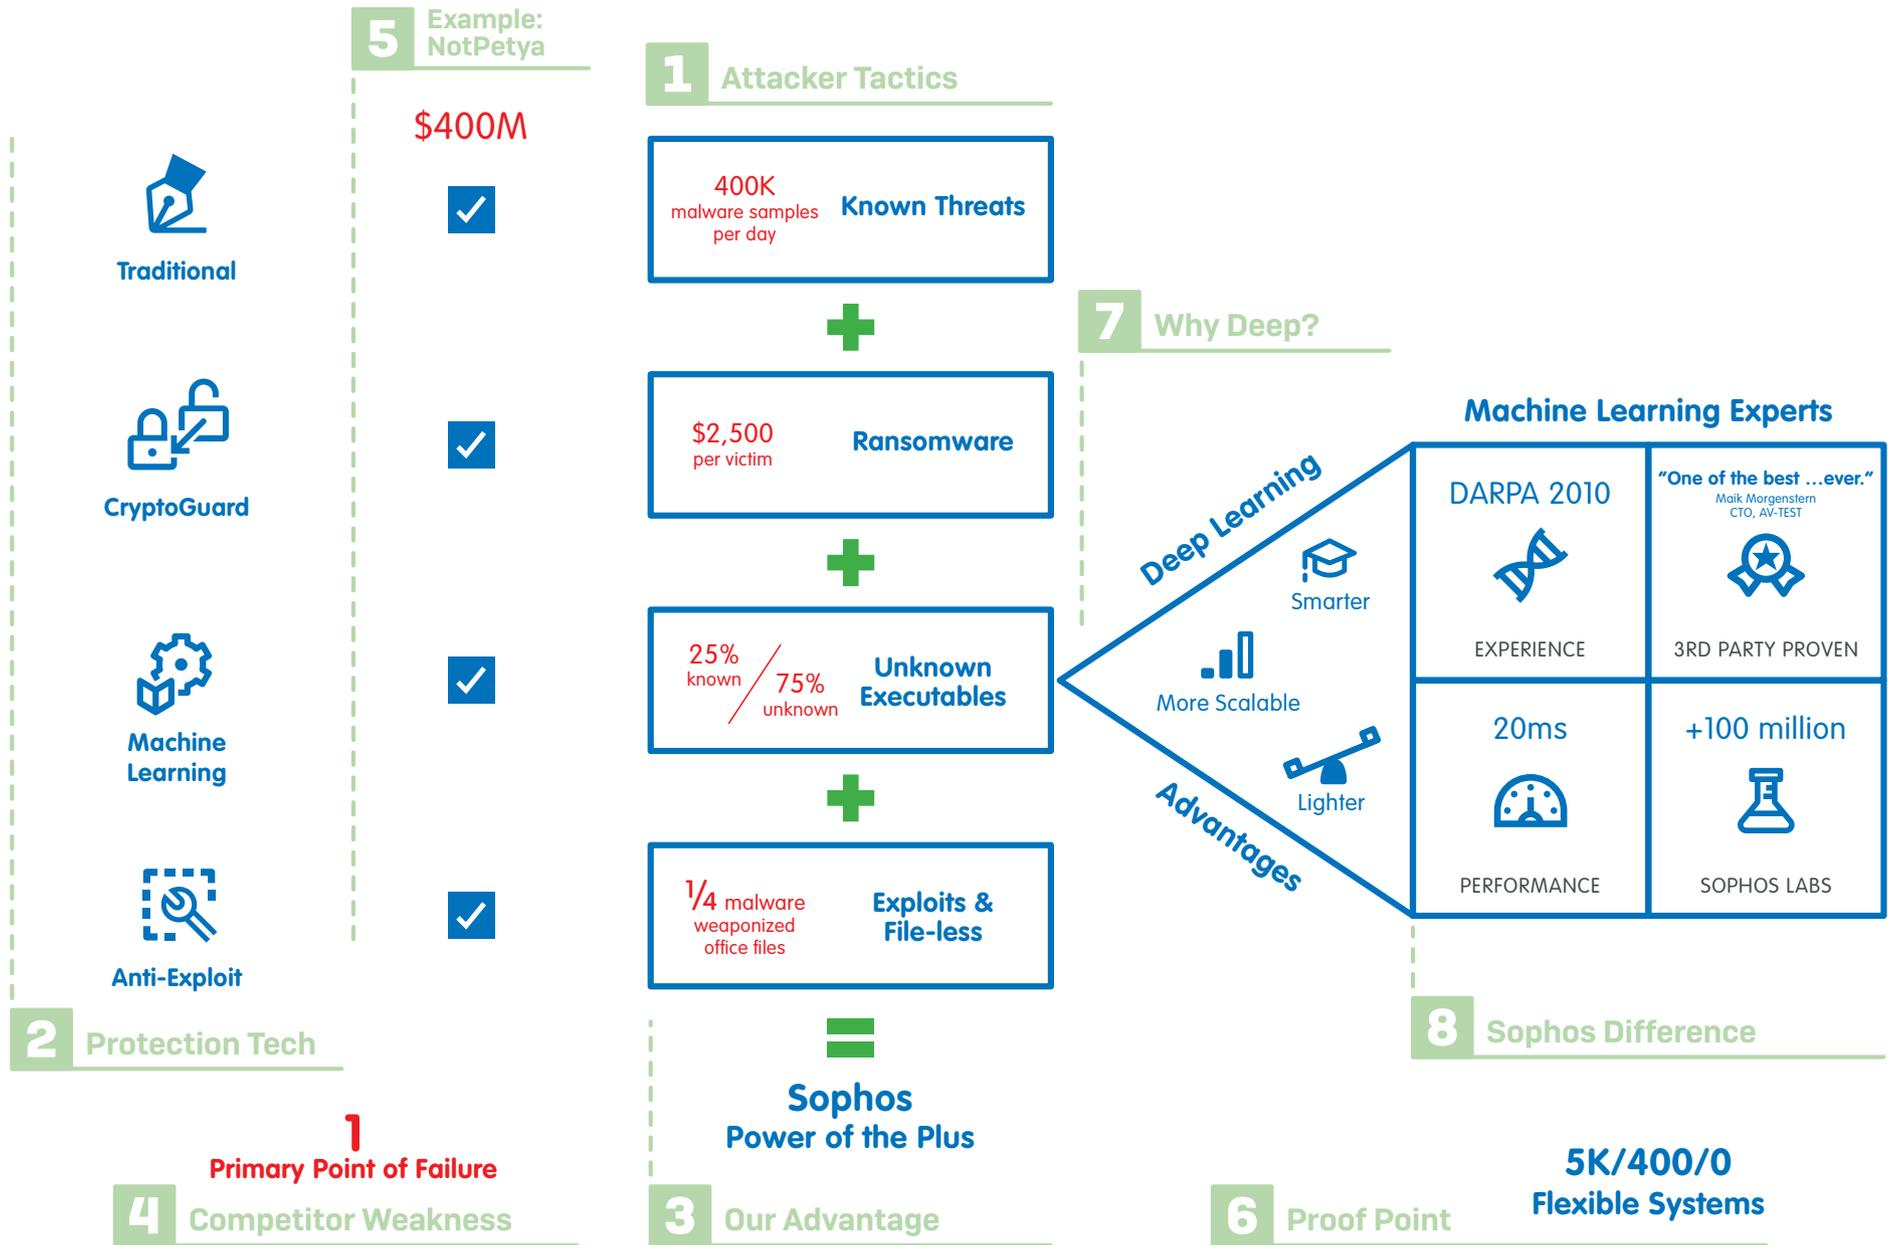 5
Example:
NotPetya
$400M
Traditional
CryptoGuard
Machine
Learning
Anti-Exploit
2
Protection Tech
1
Primary Point of Failure
4
Competitor Weakness
1
Attacker Tactics
400K
malware samples
per day
Known Threats
$2,500
per victim
Ransomware
25%
known
75%
unknown
Unknown
Executables
1/4 malware
weaponized
office files
Exploits &
File-less
Sophos
Power of the Plus
3
Our Advantage
7
Why Deep?
Deep Learning
Smarter
More Scalable
Lighter
Advantages
Machine Learning Experts
DARPA 2010
EXPERIENCE
“One of the best ...ever.”
Maik Morgenstern
CTO, AV-TEST
3RD PARTY PROVEN
20ms
PERFORMANCE
+100 million
SOPHOS LABS
8
Sophos Difference
5K/400/0
Flexible Systems
6
Proof Point